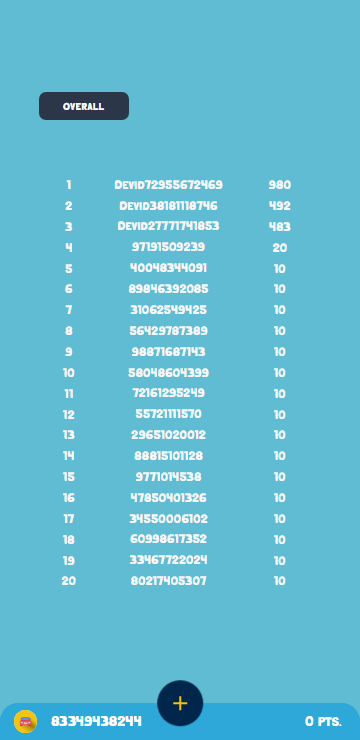 OVERALL
1 DEVID72955672469 980
2 DEVID38181118746 492
3 DEVID27771741853 483
4 97191509239 20
5 40048344091 10
6 89846392085 10
7 31062549425 10
8 56429787389 10
9 98871687143 10
10 58048604399 10
11 72161295249 10
12 55721111570 10
13 29651020012 10
14 88815101128 10
15 9771014538 10
16 47850401326 10
17 34550006102 10
18 60998617352 10
19 33467722024 10
20 80217405307 10
+
83349438244 0 PTS.